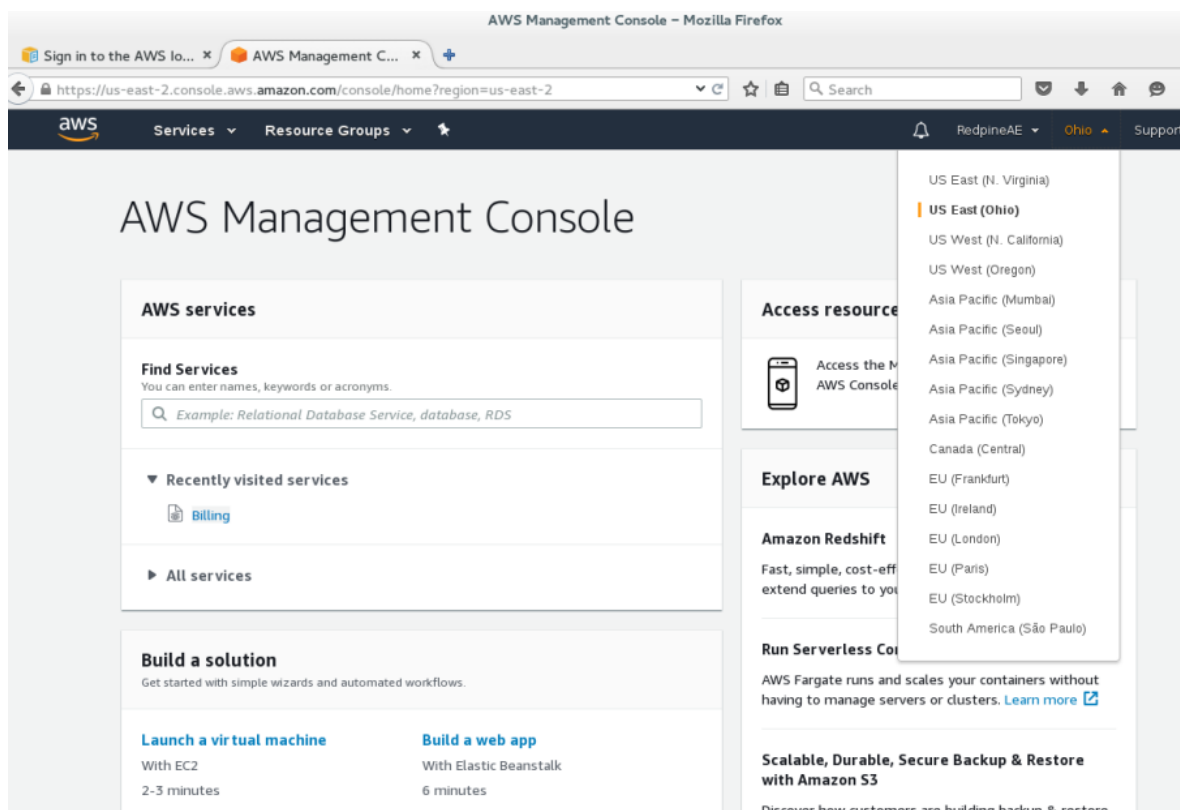 AWS Management Console – Mozilla Firefox
Sign in to the AWS lo... ×
AWS Management C... ×
https://us-east-2.console.aws.amazon.com/console/home?region=us-east-2
Search
aws
Services
Resource Groups
RedpineAE
Ohio
Suppor
US East (N. Virginia)
US East (Ohio)
US West (N. California)
US West (Oregon)
Asia Pacific (Mumbai)
Asia Pacific (Seoul)
Asia Pacific (Singapore)
Asia Pacific (Sydney)
Asia Pacific (Tokyo)
Canada (Central)
EU (Frankfurt)
EU (Ireland)
EU (London)
EU (Paris)
EU (Stockholm)
South America (São Paulo)
AWS Management Console
AWS services
Find Services
You can enter names, keywords or acronyms.
Example: Relational Database Service, database, RDS
Recently visited services
Billing
All services
Build a solution
Get started with simple wizards and automated workflows.
Launch a virtual machine
With EC2
2-3 minutes
Build a web app
With Elastic Beanstalk
6 minutes
Access resource
Access the M
AWS Console
Explore AWS
Amazon Redshift
Fast, simple, cost-eff
extend queries to you
Run Serverless Co
AWS Fargate runs and scales your containers without
having to manage servers or clusters. Learn more
Scalable, Durable, Secure Backup & Restore
with Amazon S3
Discover how customers are building backup & restore